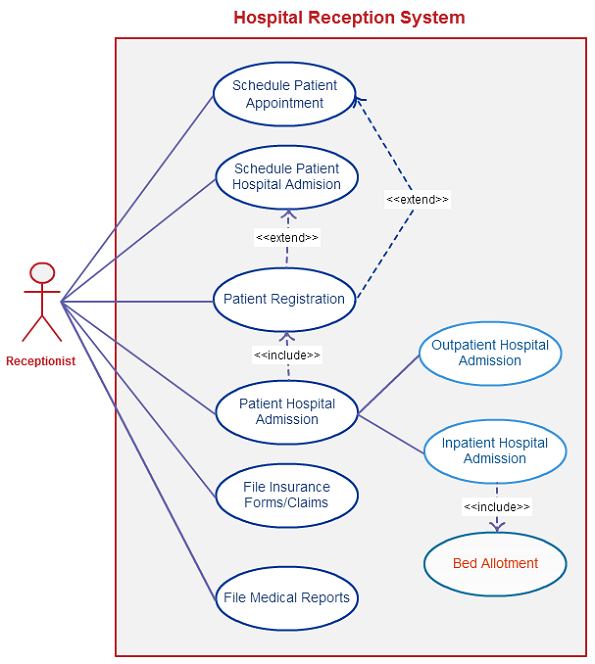 Hospital Reception System
Schedule Patient
Appointment
Schedule Patient
Hospital Admision
<<extend>>
<<extend>>
Patient Registration
<<include>>
Outpatient Hospital
Admission
Receptionist
Patient Hospital
Admission
Inpatient Hospital
Admission
File Insurance
Forms/Claims
<<include>>
Bed Allotment
File Medical Reports